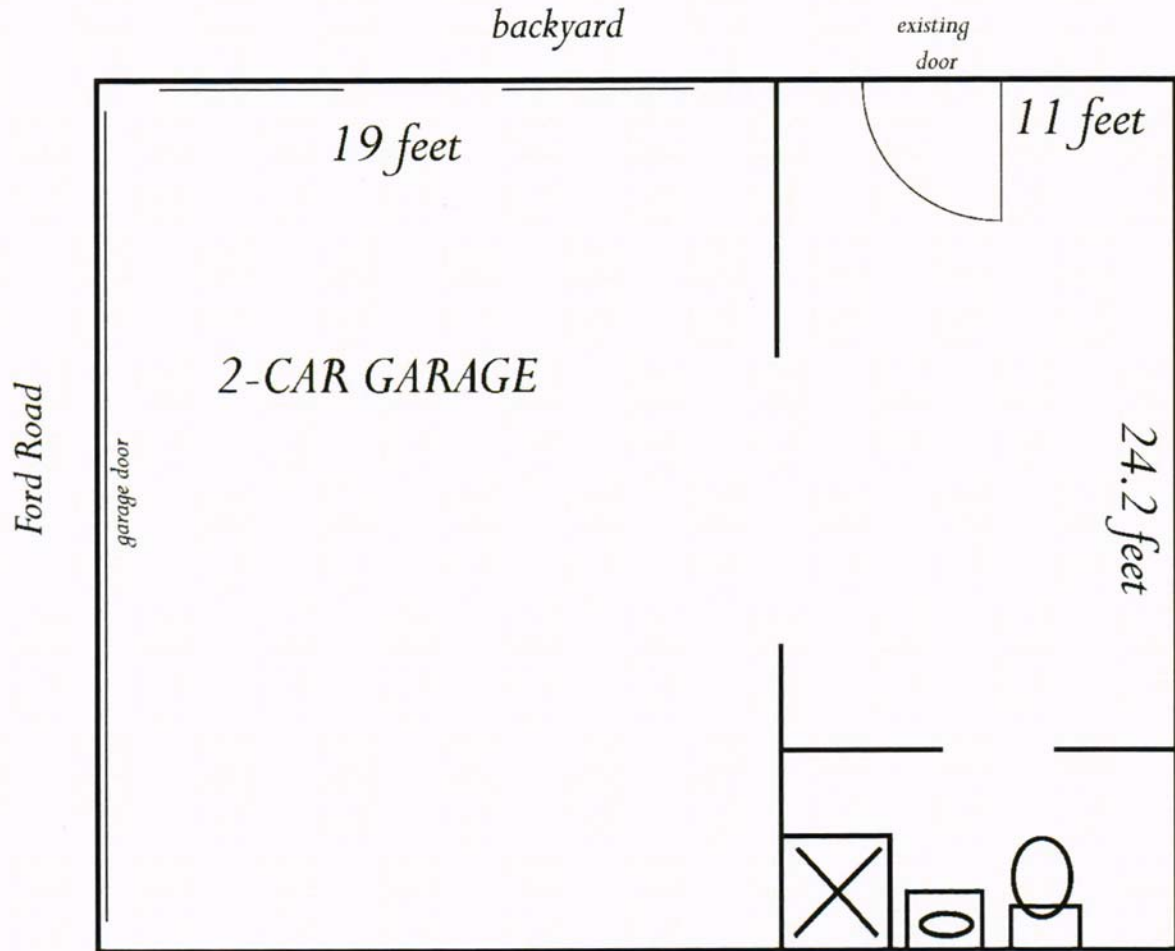 backyard
existing
door
19 feet
11 feet
2-CAR GARAGE
Ford Road
garage door
24.2 feet